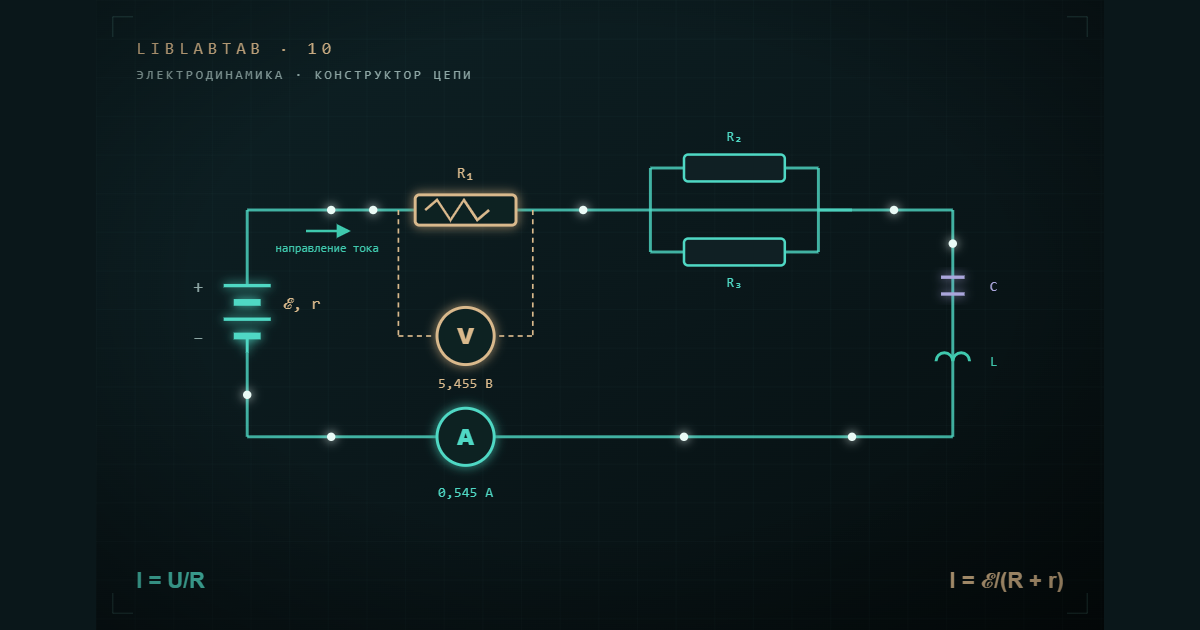 LIBLABTAB · 10
ЭЛЕКТРОДИНАМИКА · КОНСТРУКТОР ЦЕПИ
R₂
R₁
направление тока
R₃
+
ℰ, r
−
C
V
5,455 В
L
A
0,545 А
I = U/R
I = ℰ/(R + r)